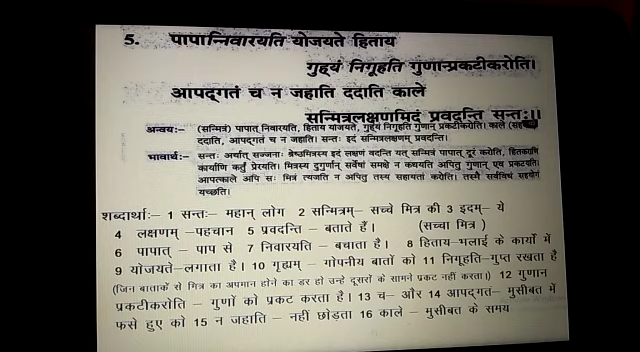 5. पापान्निवारयति योजयते हिताय
गुह्यं निगूहति गुणान्प्रकटीकरोति।
आपद्गतं च न जहाति ददाति काले
सन्मित्रलक्षणमिदं प्रवदन्ति सन्तः।।
अन्वयः– (सन्मित्रं) पापात् निवारयति, हिताय योजयते, गुह्यं निगूहति गुणान् प्रकटीकरोति। काले
ददाति, आपद्गतं च न जहाति। सन्तः इदं सन्मित्रलक्षणम् प्रवदन्ति।
भावार्थः– सन्तः अर्थात् सज्जनाः श्रेष्ठमित्रस्य इदं लक्षणं वदन्ति यत् सन्मित्रं पापात् दूरं करोति, हितकारीणि
कार्याणि कर्तुं प्रेरयति। मित्रस्य दुर्गुणान् सर्वेषां समक्षे न कथयति अपितु गुणान् एव प्रकटयति।
आपत्काले अपि सः मित्रं त्यजति न अपितु तस्य सहायतां करोति। तस्मै सर्वविधं सहयोगं
यच्छति।
शब्दार्थाः– 1 सन्तः– महान् लोग 2 सन्मित्रम्– सच्चे मित्र की 3 इदम्– ये
4 लक्षणम् –पहचान 5 प्रवदन्ति – बताते हैं। (सच्चा मित्र )
6 पापात् – पाप से 7 निवारयति – बचाता है। 8 हिताय–भलाई के कार्यों में
9 योजयते–लगाता है। 10 गृह्यम् – गोपनीय बातों को 11 निगूहति–गुप्त रखता है
(जिन बाताकें से मित्र का अपमान होने का डर हो उन्हे दूसरों के सामने प्रकट नहीं करता।) 12 गुणान
प्रकटीकरोति – गुणों को प्रकट करता है। 13 च– और 14 आपद्गतं– मुसीबत में
फसे हुए को 15 न जहाति – नहीं छोड़ता 16 काले – मुसीबत के समय